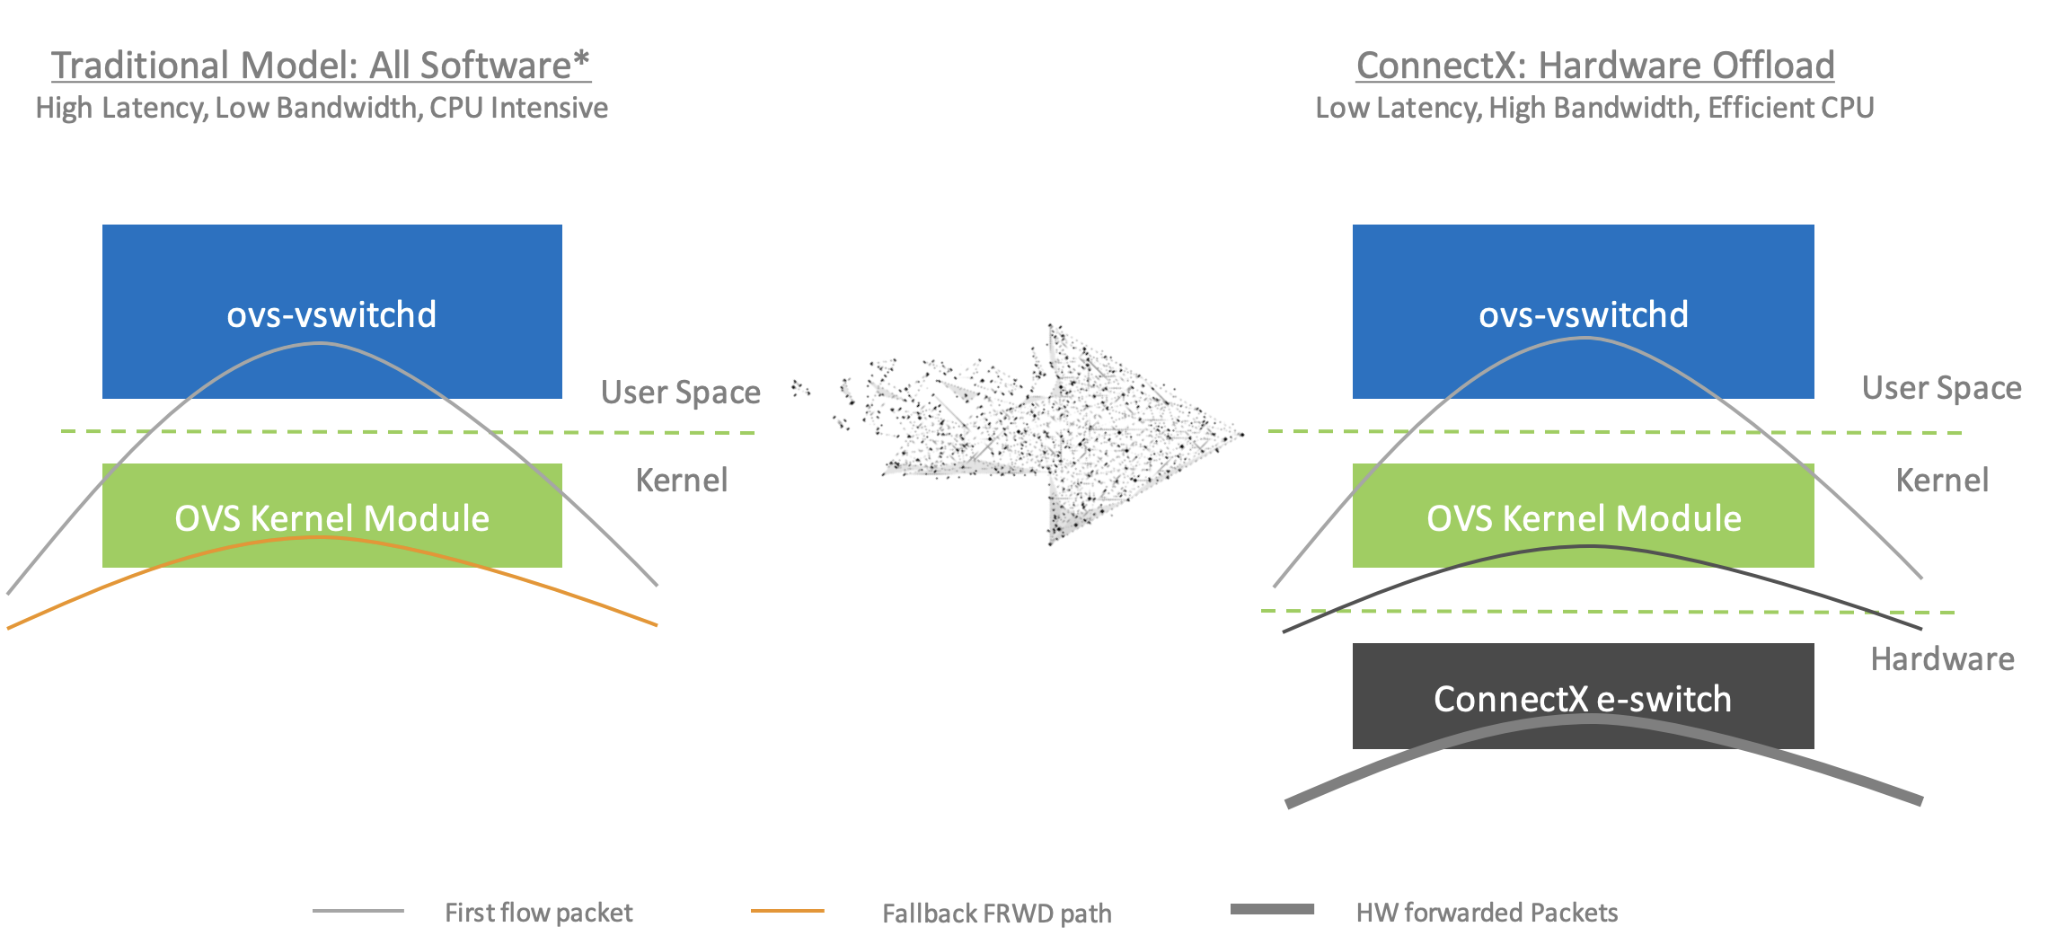 Traditional Model: All Software*
High Latency, Low Bandwidth, CPU Intensive
ConnectX: Hardware Offload
Low Latency, High Bandwidth, Efficient CPU
ovs-vswitchd
User Space
Kernel
OVS Kernel Module
ovs-vswitchd
User Space
Kernel
OVS Kernel Module
Hardware
ConnectX e-switch
First flow packet
Fallback FRWD path
HW forwarded Packets